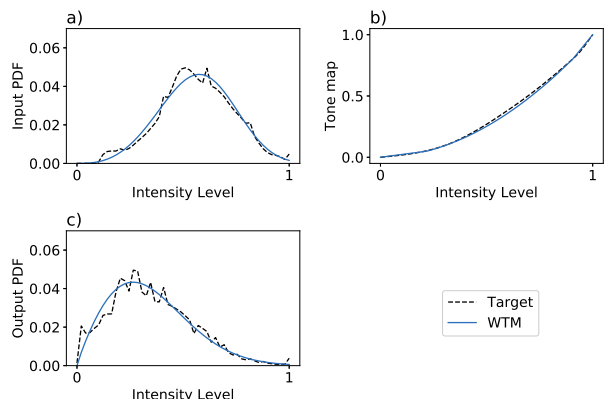 a)
0.06
0.04
0.02
0.00
Input PDF
0
1
Intensity Level
b)
1.0
0.5
0.0
Tone map
0
1
Intensity Level
c)
0.06
0.04
0.02
0.00
Output PDF
0
1
Intensity Level
Target
WTM